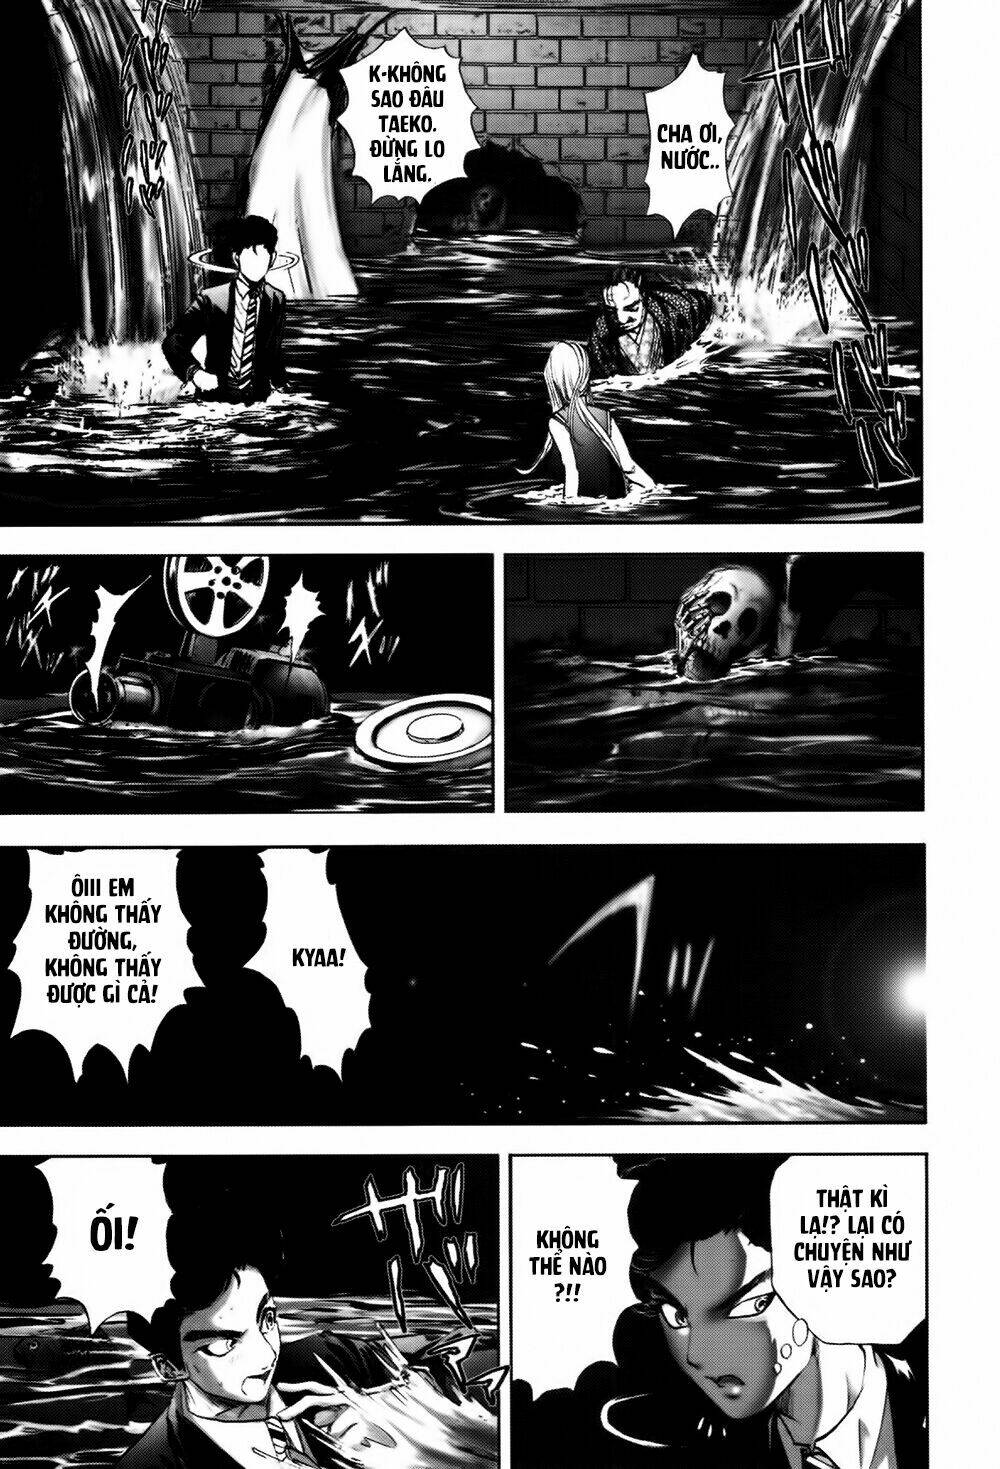 CHA ƠI,
NƯỚC..
K-KHÔNG
SAO ĐÂU
TAEKO.
ĐỪNG LO
LẮNG.
KYAA!
ÔIII EM
KHÔNG THẤY
ĐƯỜNG,
KHÔNG THẤY
ĐƯỢC GÌ CẢ!
THẬT KÌ
LẠ!? LẠI CÓ
CHUYỆN NHƯ
VẬY SAO?
KHÔNG
THỂ NÀO
?!!
ỐI!